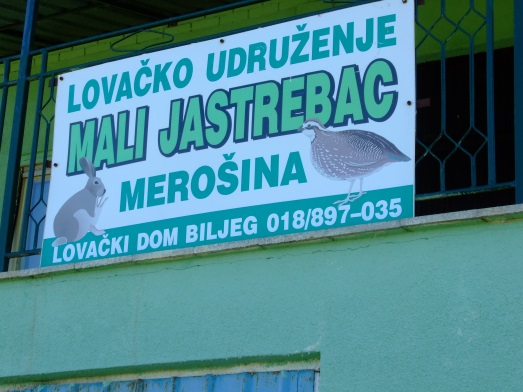 LOVAČKO UDRUŽENJE
MALI JASTREBAC
MEROŠINA
LOVAČKI DOM BILJEG 018/897-035